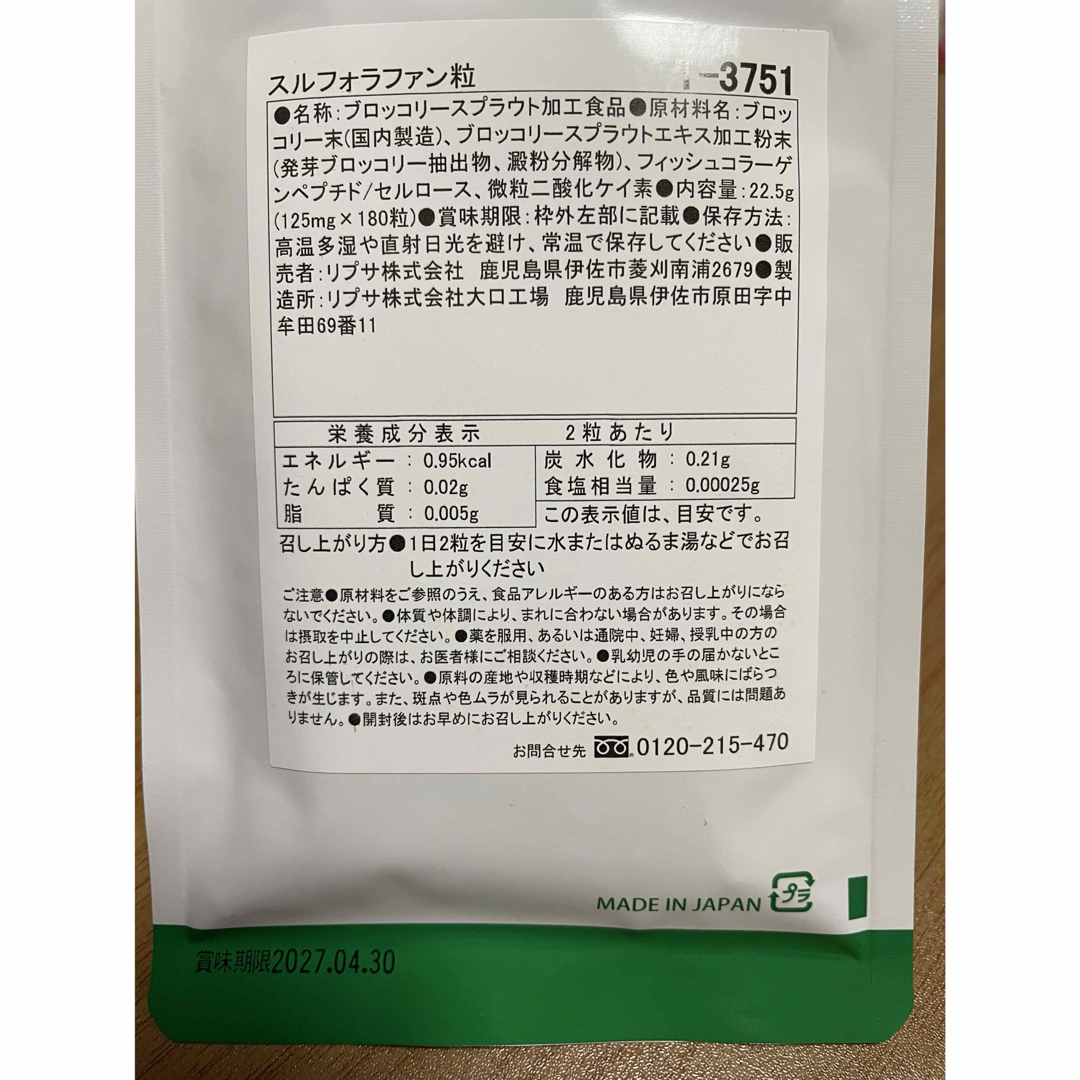 スルフォラファン粒
3751
●名称:ブロッコリースプラウト加工食品●原材料名:ブロッ
コリー末(国内製造)、ブロッコリースプラウトエキス加工粉末
(発芽ブロッコリー抽出物、澱粉分解物)、フィッシュコラーゲ
ンペプチド/セルロース、微粒二酸化ケイ素●内容量:22.5g
(125mg×180粒)●賞味期限:枠外左部に記載●保存方法:
高温多湿や直射日光を避け、常温で保存してください●販
売者:リプサ株式会社 鹿児島県伊佐市菱刈南浦2679●製
造所:リプサ株式会社大口工場 鹿児島県伊佐市原田字中
牟田69番11
栄養成分表示 2粒あたり
エネルギー:0.95kcal 炭水化物:0.21g
たんぱく質:0.02g 食塩相当量:0.00025g
脂質:0.005g この表示値は、目安です。
召し上がり方●1日2粒を目安に水またはぬるま湯などでお召
し上がりください
ご注意●原材料をご参照のうえ、食品アレルギーのある方はお召し上がりになら
ないでください。●体質や体調により、まれに合わない場合があります。その場合
は摂取を中止してください。●薬を服用、あるいは通院中、妊婦、授乳中の方の
お召し上がりの際は、お医者様にご相談ください。●乳幼児の手の届かないとこ
ろに保管してください。●原料の産地や収穫時期などにより、色や風味にばらつ
きが生じます。また、斑点や色ムラが見られることがありますが、品質には問題あ
りません。●開封後はお早めにお召し上がりください。
お問合せ先 0120-215-470
MADE IN JAPAN プラ
賞味期限2027.04.30